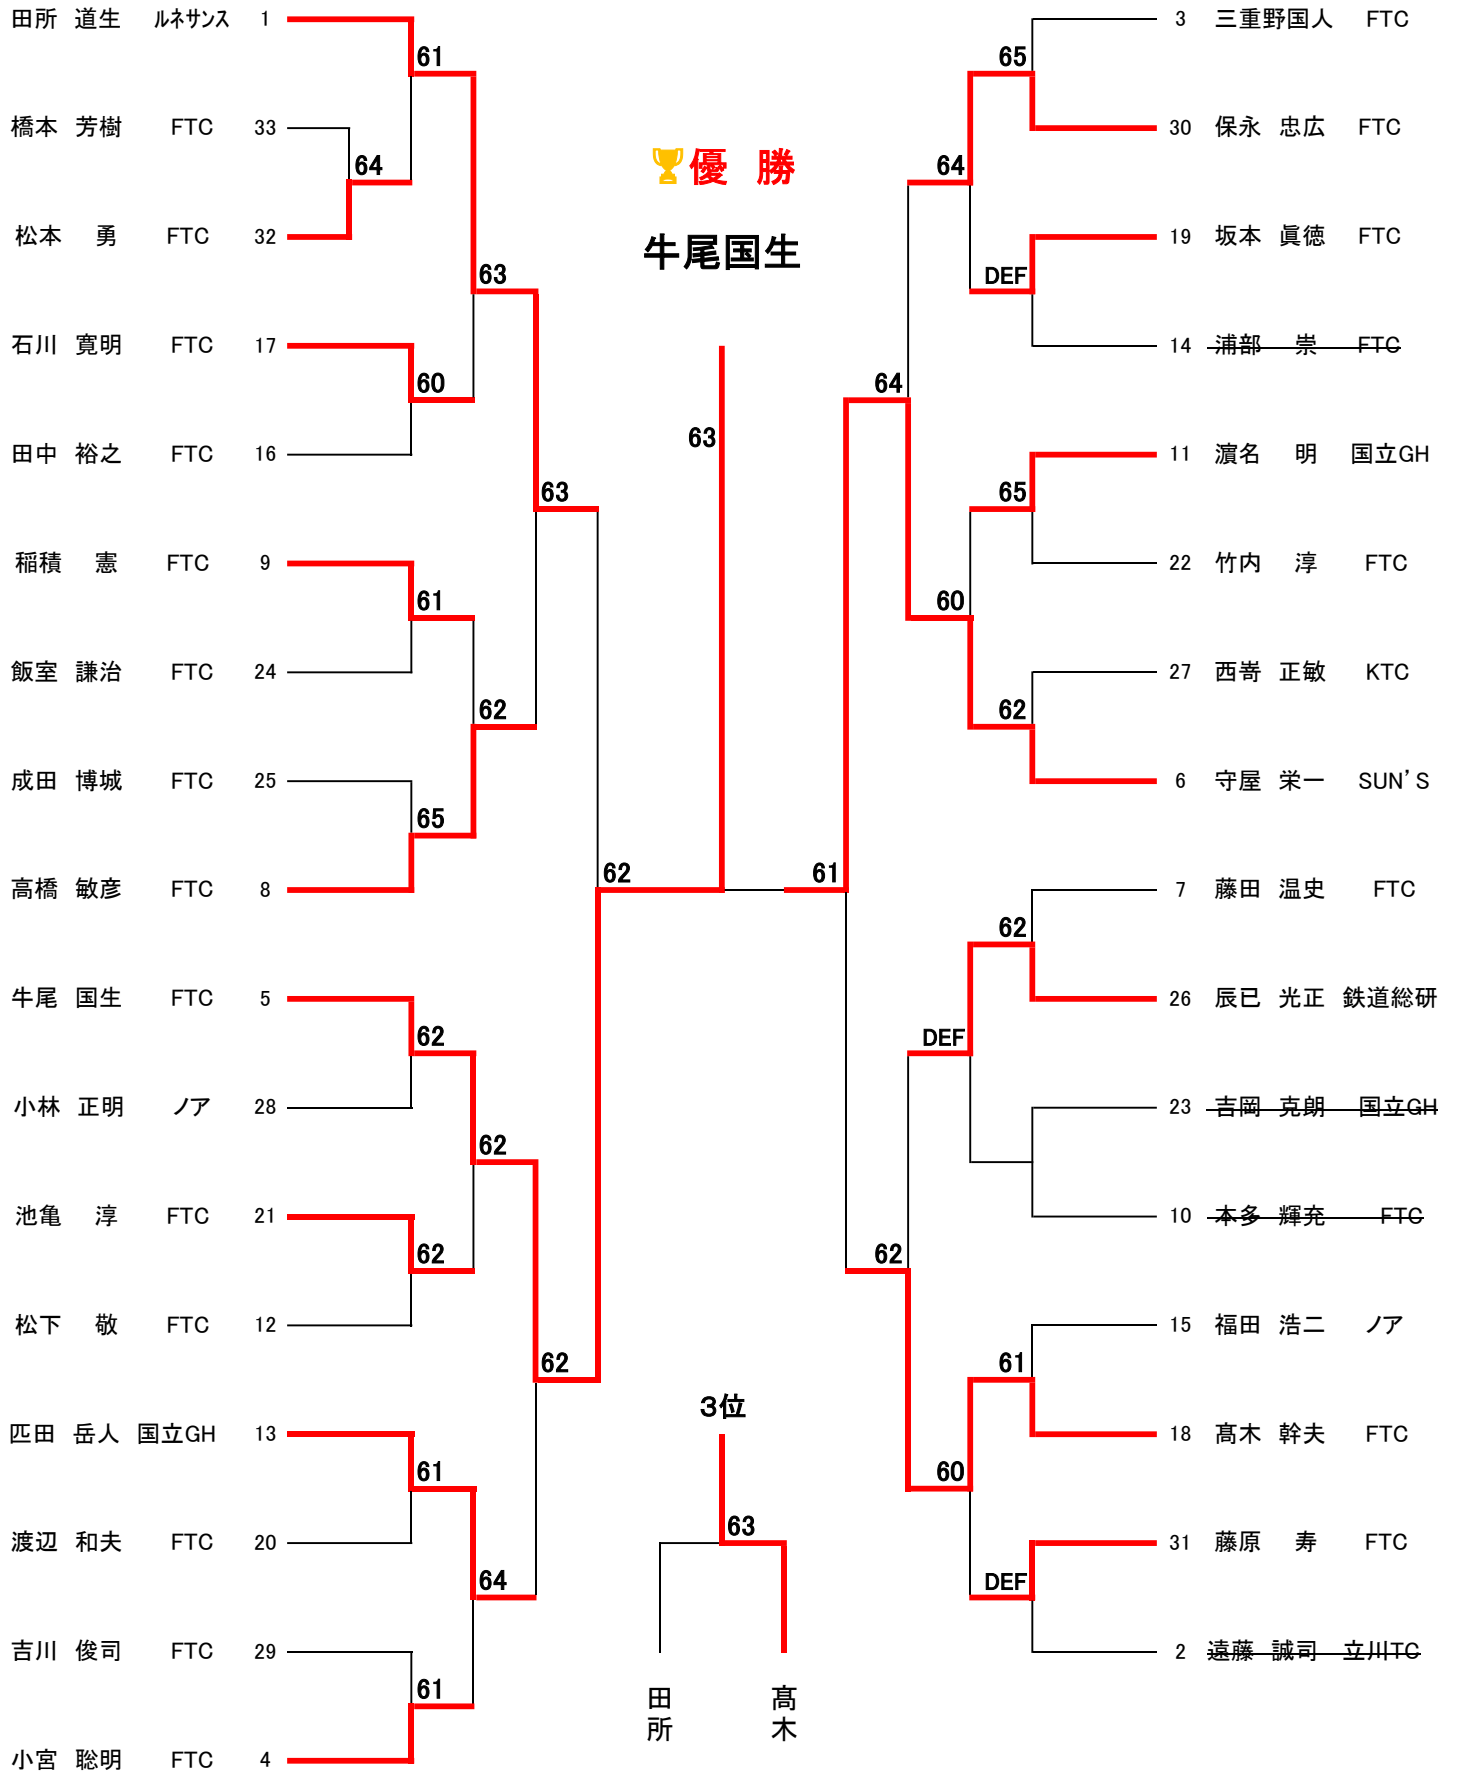 田所 道生 ルネサンス 1
61
橋本 芳樹 FTC 33
64
松本 勇 FTC 32
63
石川 寛明 FTC 17
60
田中 裕之 FTC 16
63
稲積 憲 FTC 9
61
飯室 謙治 FTC 24
62
成田 博城 FTC 25
65
高橋 敏彦 FTC 8
62
牛尾 国生 FTC 5
62
小林 正明 ノア 28
62
池亀 淳 FTC 21
62
松下 敬 FTC 12
62
匹田 岳人 国立GH 13
61
渡辺 和夫 FTC 20
64
吉川 俊司 FTC 29
61
小宮 聡明 FTC 4
優 勝
牛尾国生
63
3位
63
田所
髙木
3 三重野国人 FTC
65
30 保永 忠広 FTC
64
19 坂本 眞徳 FTC
DEF
14 浦部 崇 FTC
64
11 濵名 明 国立GH
65
22 竹内 淳 FTC
60
27 西嵜 正敏 KTC
62
6 守屋 栄一 SUN'S
61
7 藤田 温史 FTC
62
26 辰已 光正 鉄道総研
DEF
23 吉岡 克朗 国立GH
10 本多 輝充 FTC
62
15 福田 浩二 ノア
61
18 髙木 幹夫 FTC
60
31 藤原 寿 FTC
DEF
2 遠藤 誠司 立川TC